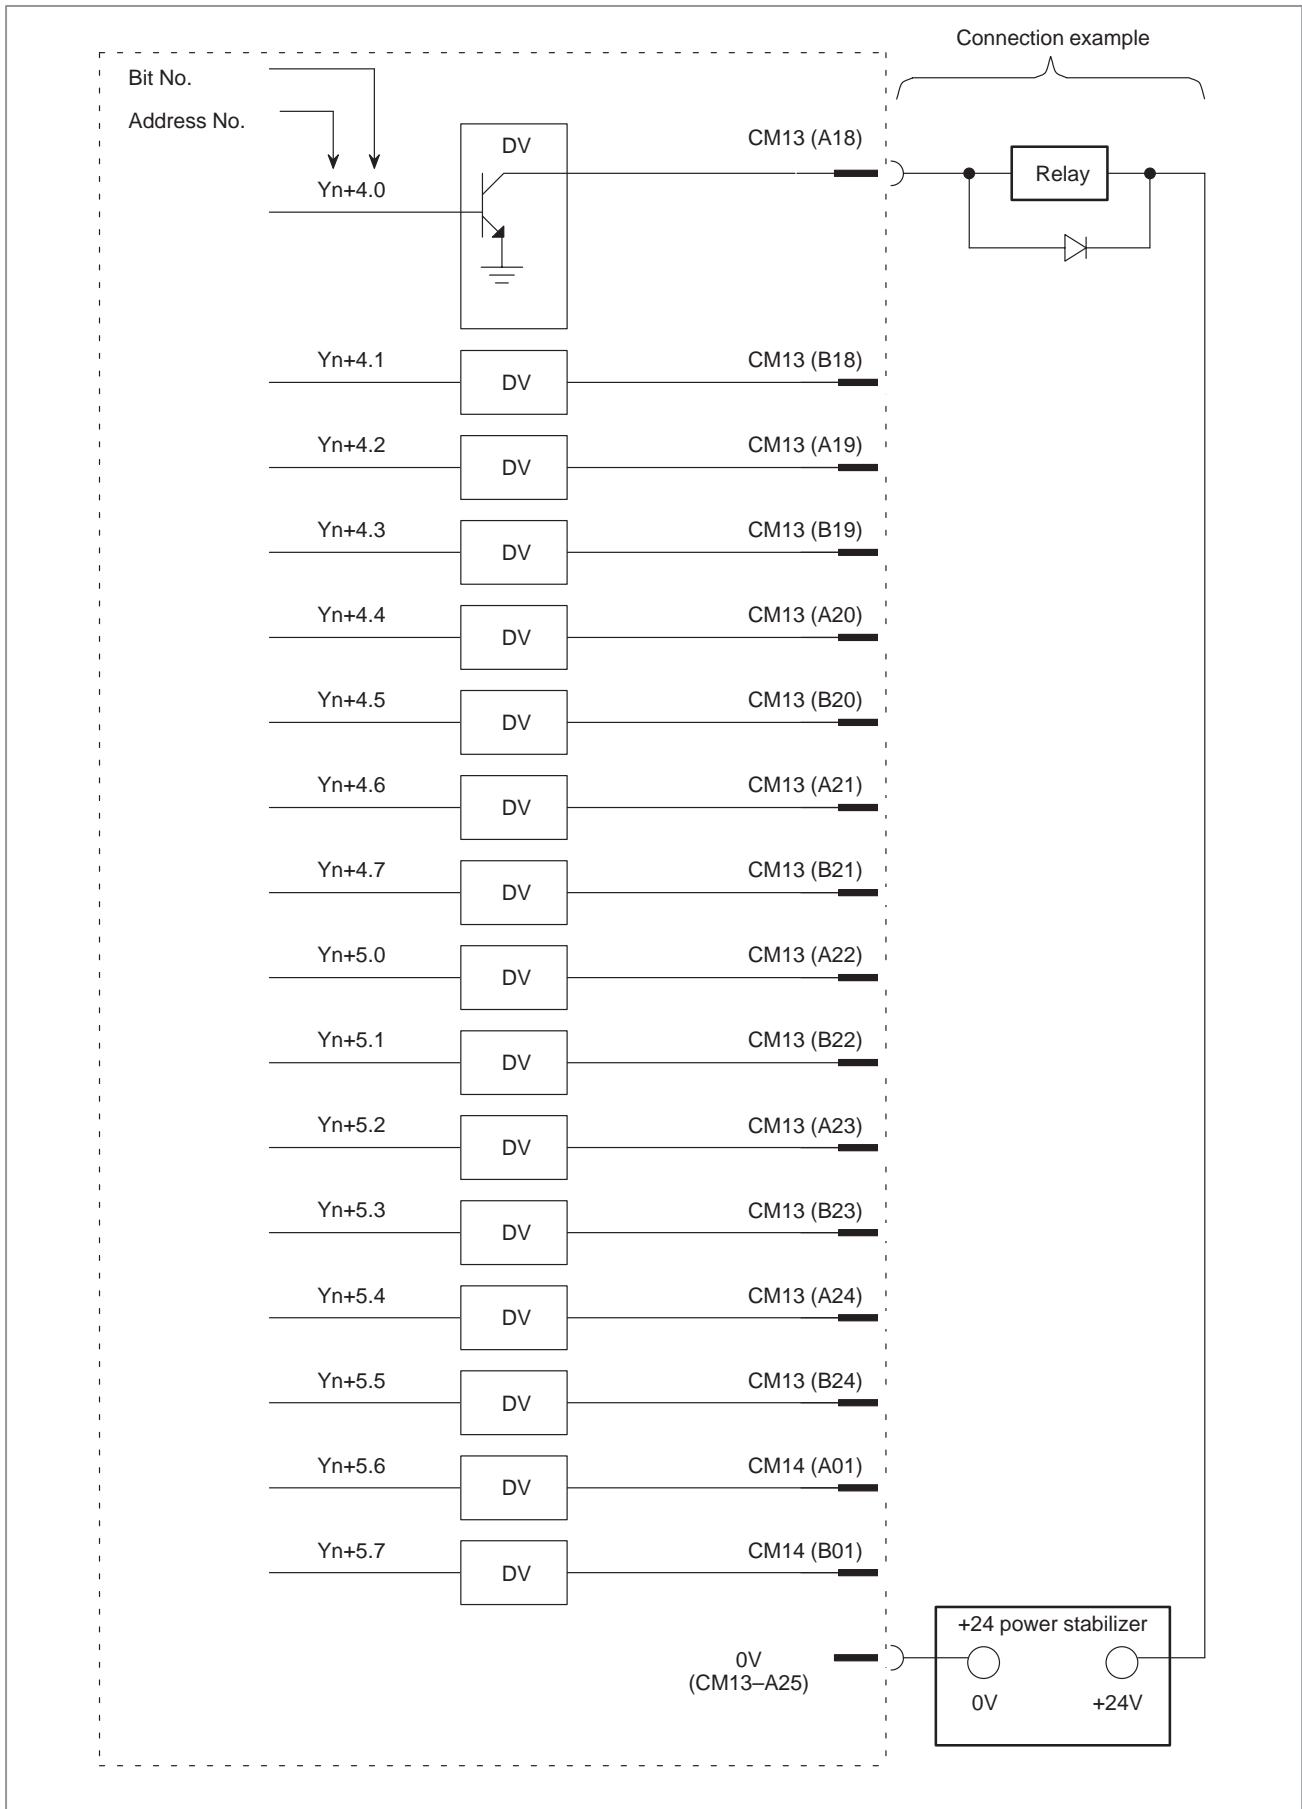 Connection example
Bit No.
Address No.
DV
CM13 (A18)
Relay
Yn+4.0
Yn+4.1
DV
CM13 (B18)
Yn+4.2
DV
CM13 (A19)
Yn+4.3
DV
CM13 (B19)
Yn+4.4
DV
CM13 (A20)
Yn+4.5
DV
CM13 (B20)
Yn+4.6
DV
CM13 (A21)
Yn+4.7
DV
CM13 (B21)
Yn+5.0
DV
CM13 (A22)
Yn+5.1
DV
CM13 (B22)
Yn+5.2
DV
CM13 (A23)
Yn+5.3
DV
CM13 (B23)
Yn+5.4
DV
CM13 (A24)
Yn+5.5
DV
CM13 (B24)
Yn+5.6
DV
CM14 (A01)
Yn+5.7
DV
CM14 (B01)
0V
(CM13–A25)
+24 power stabilizer
0V
+24V